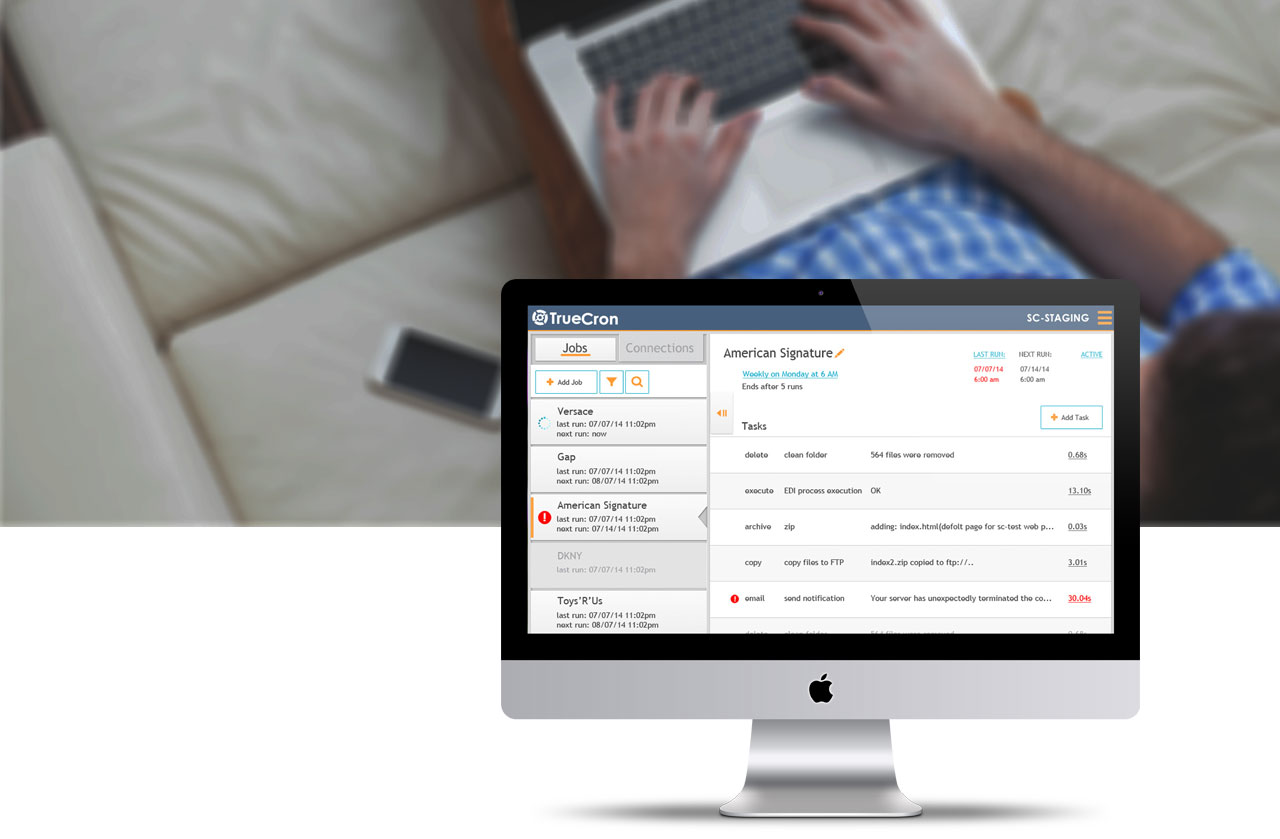 TrueCron
SC-STAGING
Jobs
Connections
Add Job
Versace
last run: 07/07/14 11:02pm
next run: now
Gap
last run: 07/07/14 11:02pm
next run: 08/07/14 11:02pm
American Signature
last run: 07/07/14 11:02pm
next run: 07/14/14 11:02pm
DKNY
last run: 07/07/14 11:02pm
Toys'R'Us
last run: 07/07/14 11:02pm
next run: 08/07/14 11:02pm
American Signature
Weekly on Monday at 6 AM
Ends after 5 runs
LAST RUN:
07/07/14
6:00 am
NEXT RUN:
07/14/14
6:00 am
ACTIVE
Tasks
Add Task
delete clean folder 564 files were removed 0.68s
execute EDI process execution OK 13.10s
archive zip adding: index.html(defolt page for sc-test web p... 0.03s
copy copy files to FTP index2.zip copied to ftp://.. 3.01s
email send notification Your server has unexpectedly terminated the co... 30.04s